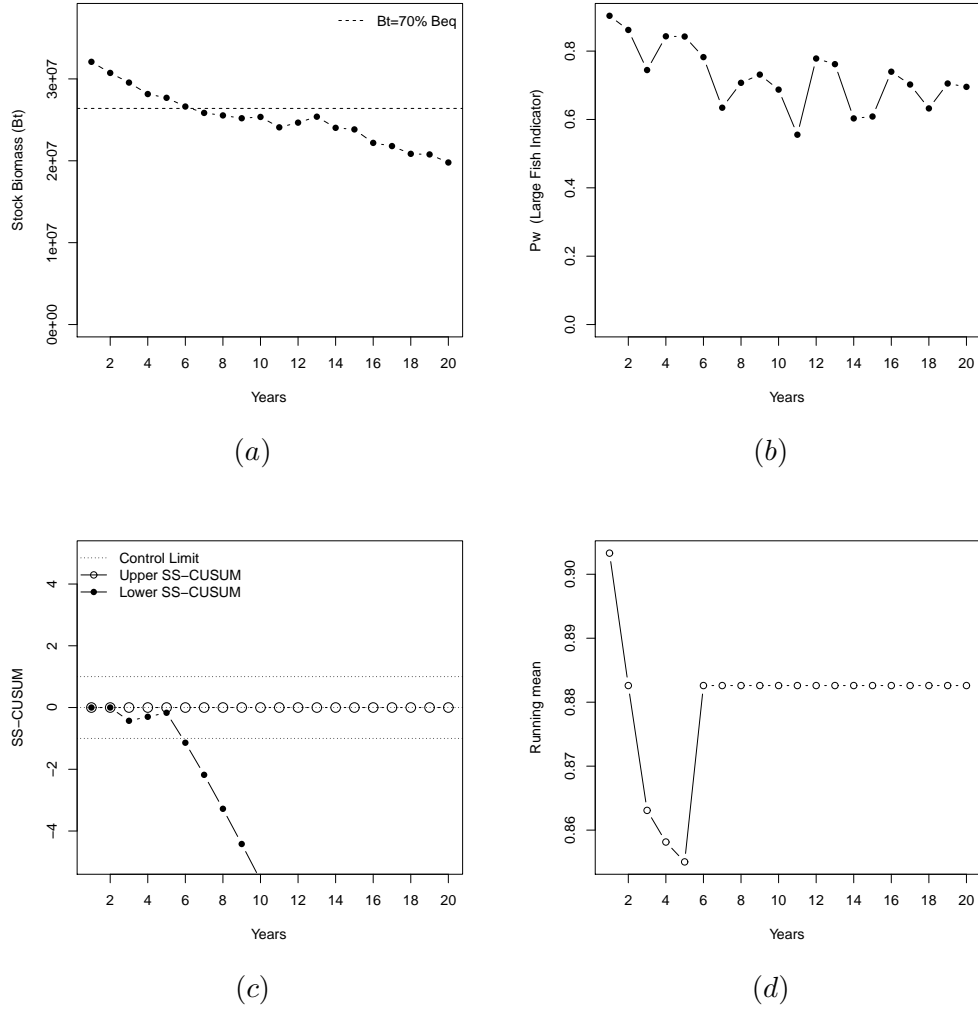 Bt=70% Beq
Stock Biomass (Bt)
0e+00 1e+07 2e+07 3e+07
2 4 6 8 10 12 14 16 18 20
Years
(a)
Pw (Large Fish Indicator)
0.0 0.2 0.4 0.6 0.8
2 4 6 8 10 12 14 16 18 20
Years
(b)
Control Limit
Upper SS−CUSUM
Lower SS−CUSUM
SS−CUSUM
−4 −2 0 2 4
2 4 6 8 10 12 14 16 18 20
Years
(c)
Running mean
0.86 0.87 0.88 0.89 0.90
2 4 6 8 10 12 14 16 18 20
Years
(d)